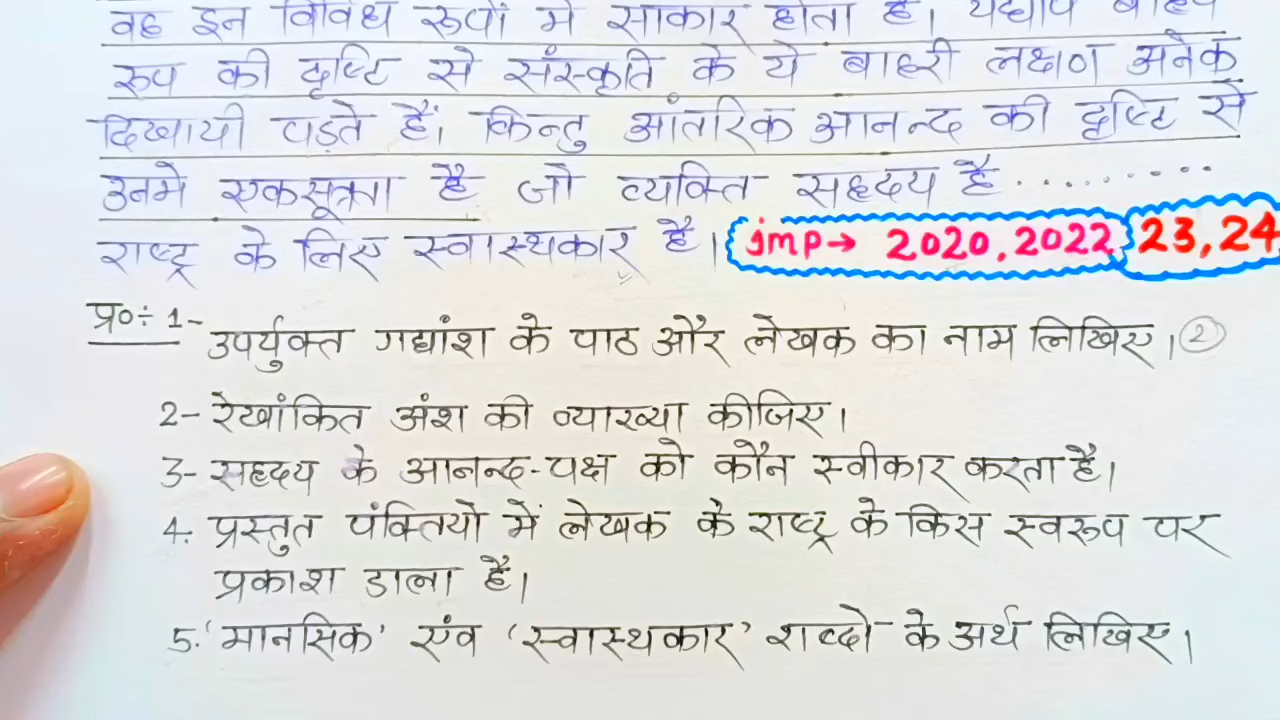 वह इन विविध रूपों में साकार होता है। यद्यपि बाह्य
रूप की दृष्टि से संस्कृति के ये बाहरी लक्षण अनेक
दिखायी पड़ते हैं। किन्तु आंतरिक आनन्द की दृष्टि से
उनमे एकसूत्रता है जो व्यक्ति सहृदय है..........
राष्ट्र के लिए स्वास्थकार है। imp→ 2020,2022 23,24
प्र०÷ 1- उपर्युक्त गद्यांश के पाठ और लेखक का नाम लिखिए। 2
2- रेखांकित अंश की व्याख्या कीजिए।
3- सहृदय के आनन्द-पक्ष को कौन स्वीकार करता है।
4. प्रस्तुत पंक्तियो में लेखक के राष्ट्र के किस स्वरूप पर
प्रकाश डाला है।
5. 'मानसिक' एंव 'स्वास्थकार' शब्दो के अर्थ लिखिए।